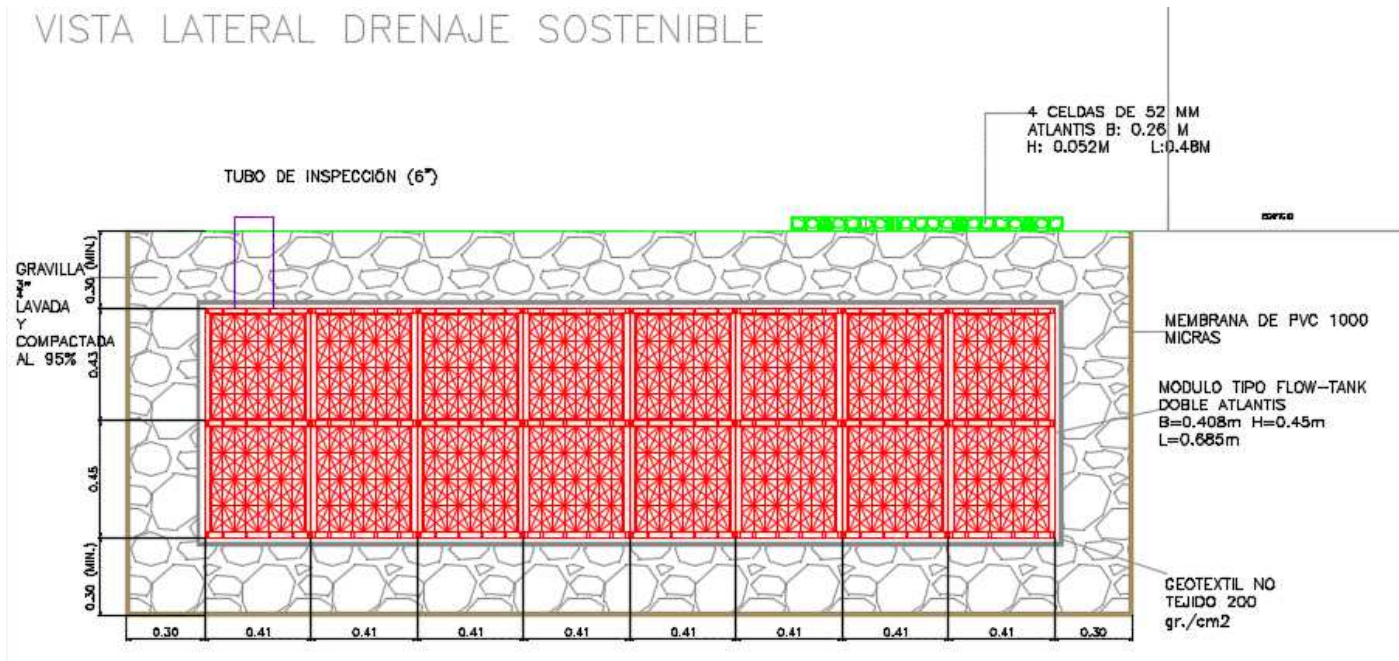 VISTA LATERAL DRENAJE SOSTENIBLE
4 CELDAS DE 52 MM
ATLANTIS B: 0.26 M
H: 0.052M L:0.48M
TUBO DE INSPECCIÓN (6")
EDIFICIO
GRAVILLA
LAVADA
Y
COMPACTADA
AL 95%
0.30 (MIN.)
0.43
0.45
0.30 (MIN.)
MEMBRANA DE PVC 1000
MICRAS
MODULO TIPO FLOW-TANK
DOBLE ATLANTIS
B=0.408m H=0.45m
L=0.685m
GEOTEXTIL NO
TEJIDO 200
gr./cm2
0.30 0.41 0.41 0.41 0.41 0.41 0.41 0.41 0.41 0.30